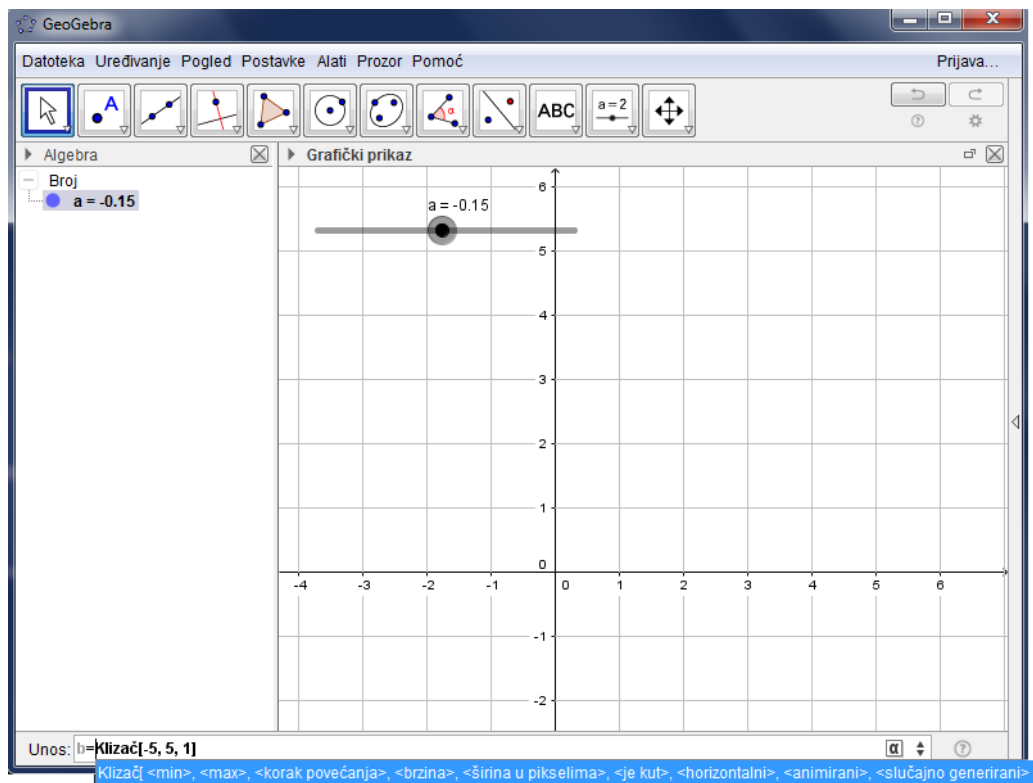 GeoGebra
Datoteka Uređivanje Pogled Postavke Alati Prozor Pomoć Prijava...
A α ABC a=2
Algebra Grafički prikaz
Broj
a = -0.15
a = -0.15
6
5
4
3
2
1
0
-4 -3 -2 -1 0 1 2 3 4 5 6
-1
-2
Unos: b=Klizač[-5, 5, 1] α
Klizač[ <min>, <max>, <korak povećanja>, <brzina>, <širina u pikselima>, <je kut>, <horizontalni>, <animirani>, <slučajno generirani>